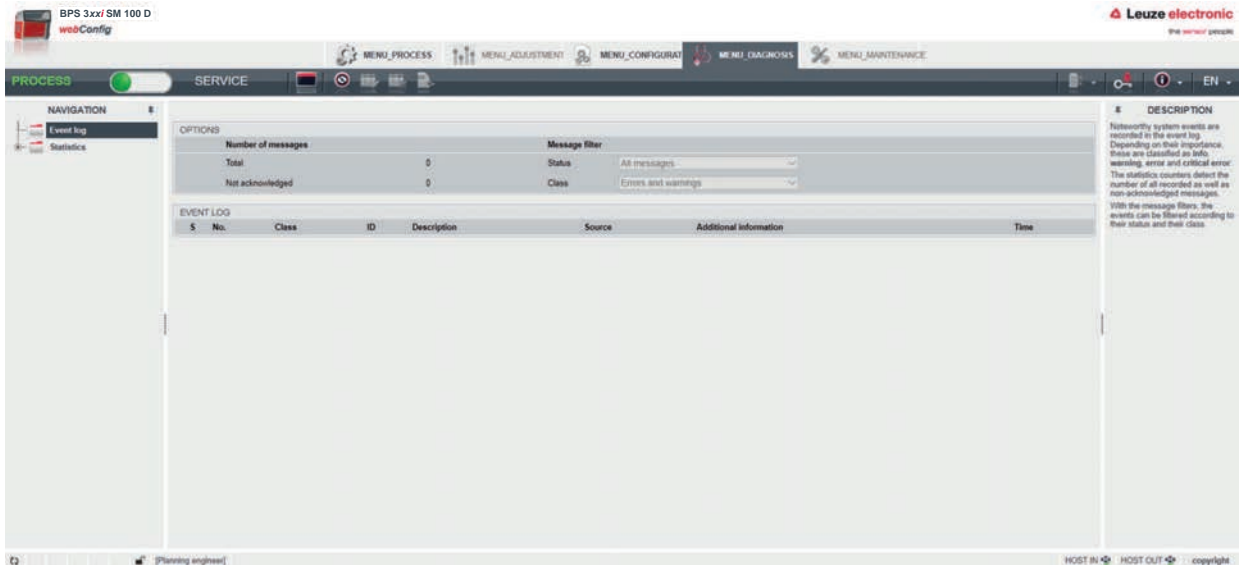 BPS 3xxi SM 100 D
webConfig
Leuze electronic
the sensor people
MENU_PROCESS
MENU_ADJUSTMENT
MENU_CONFIGURAT
MENU_DIAGNOSIS
MENU_MAINTENANCE
PROCESS
SERVICE
EN
NAVIGATION
Event log
Statistics
OPTIONS
Number of messages
Message filter
Total 0
Status All messages
Not acknowledged 0
Class Errors and warnings
EVENT LOG
S No. Class ID Description Source Additional information Time
DESCRIPTION
Noteworthy system events are
recorded in the event log.
Depending on their importance,
these are classified as info,
warning, error and critical error.
The statistics counters detect the
number of all recorded as well as
non-acknowledged messages.
With the message filters, the
events can be filtered according to
their status and their class.
[Planning engineer]
HOST IN HOST OUT copyright